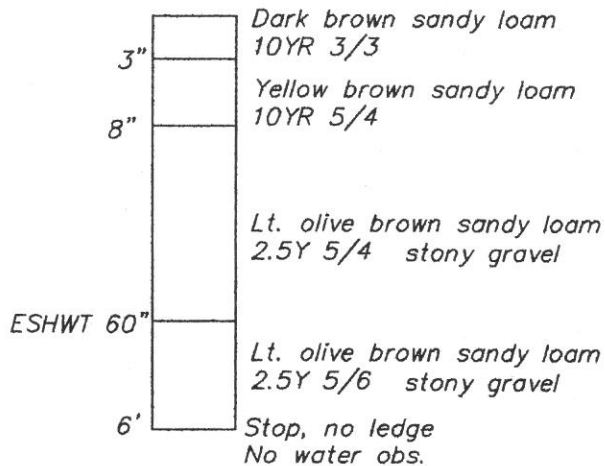 Dark brown sandy loam
10YR 3/3
3"
Yellow brown sandy loam
10YR 5/4
8"
Lt. olive brown sandy loam
2.5Y 5/4 stony gravel
ESHWT 60"
Lt. olive brown sandy loam
2.5Y 5/6 stony gravel
6'
Stop, no ledge
No water obs.